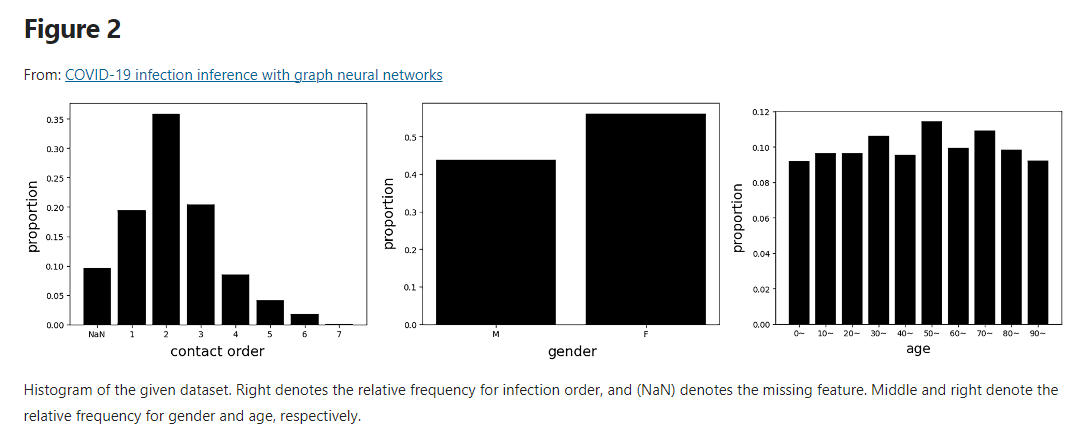 Figure 2
From: COVID-19 infection inference with graph neural networks
proportion
0.35
0.30
0.25
0.20
0.15
0.10
0.05
0.00
NaN 1 2 3 4 5 6 7
contact order
proportion
0.5
0.4
0.3
0.2
0.1
0.0
M F
gender
proportion
0.12
0.10
0.08
0.06
0.04
0.02
0.00
0~ 10~ 20~ 30~ 40~ 50~ 60~ 70~ 80~ 90~
age
Histogram of the given dataset. Right denotes the relative frequency for infection order, and (NaN) denotes the missing feature. Middle and right denote the
relative frequency for gender and age, respectively.